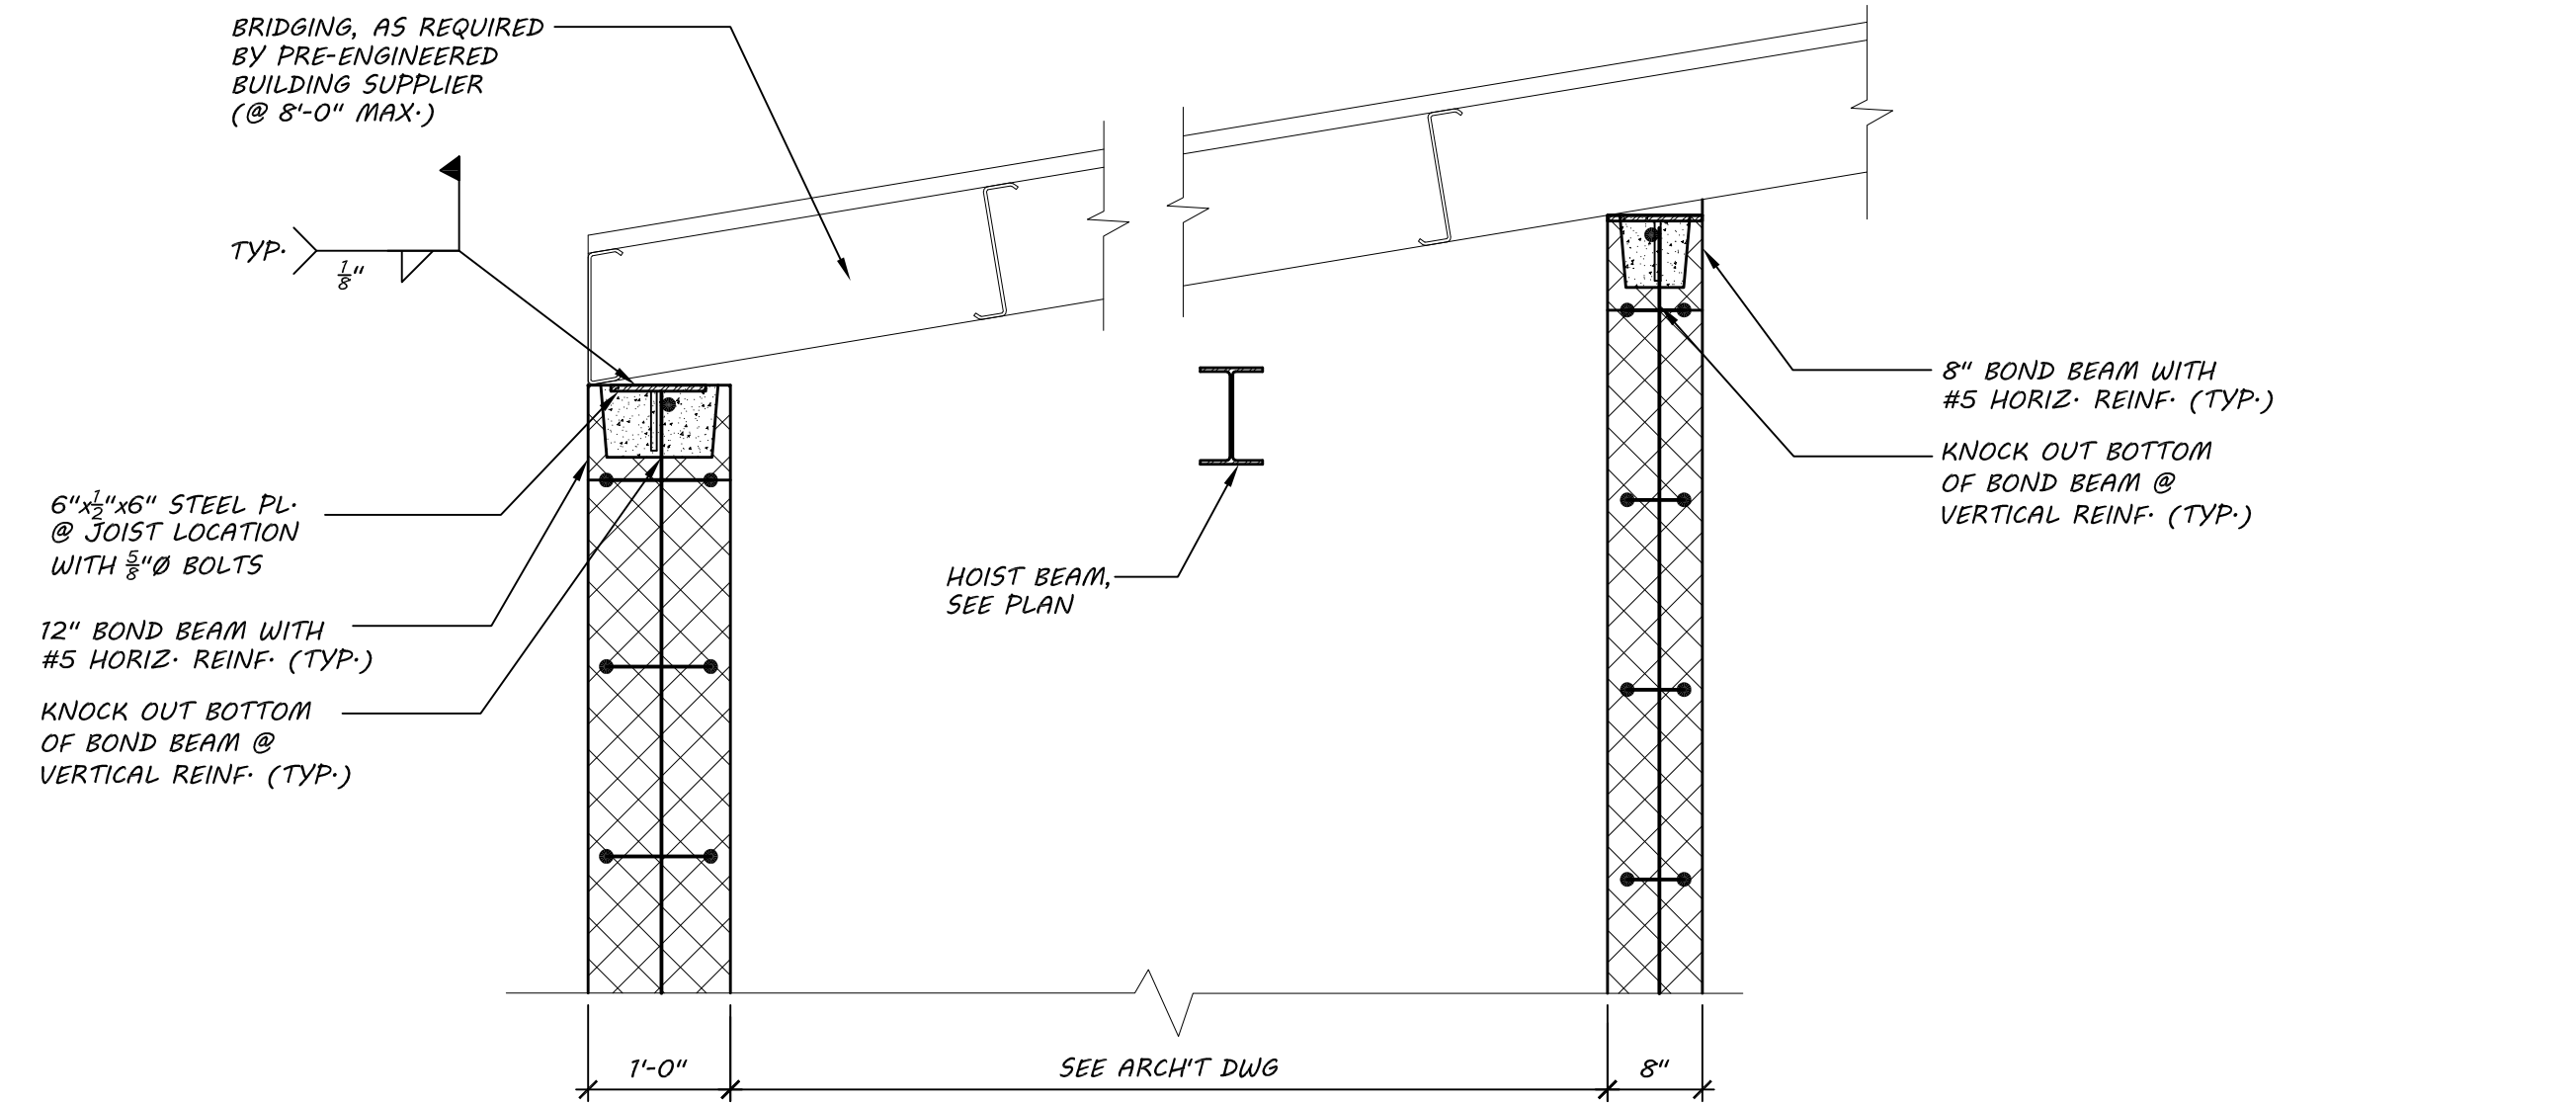 BRIDGING, AS REQUIRED
BY PRE-ENGINEERED
BUILDING SUPPLIER
(@ 8'-0" MAX.)
TYP.
1/8"
6"x1/2"x6" STEEL PL.
@ JOIST LOCATION
WITH 5/8"Ø BOLTS
12" BOND BEAM WITH
#5 HORIZ. REINF. (TYP.)
KNOCK OUT BOTTOM
OF BOND BEAM @
VERTICAL REINF. (TYP.)
HOIST BEAM,
SEE PLAN
8" BOND BEAM WITH
#5 HORIZ. REINF. (TYP.)
KNOCK OUT BOTTOM
OF BOND BEAM @
VERTICAL REINF. (TYP.)
1'-0"
SEE ARCH'T DWG
8"